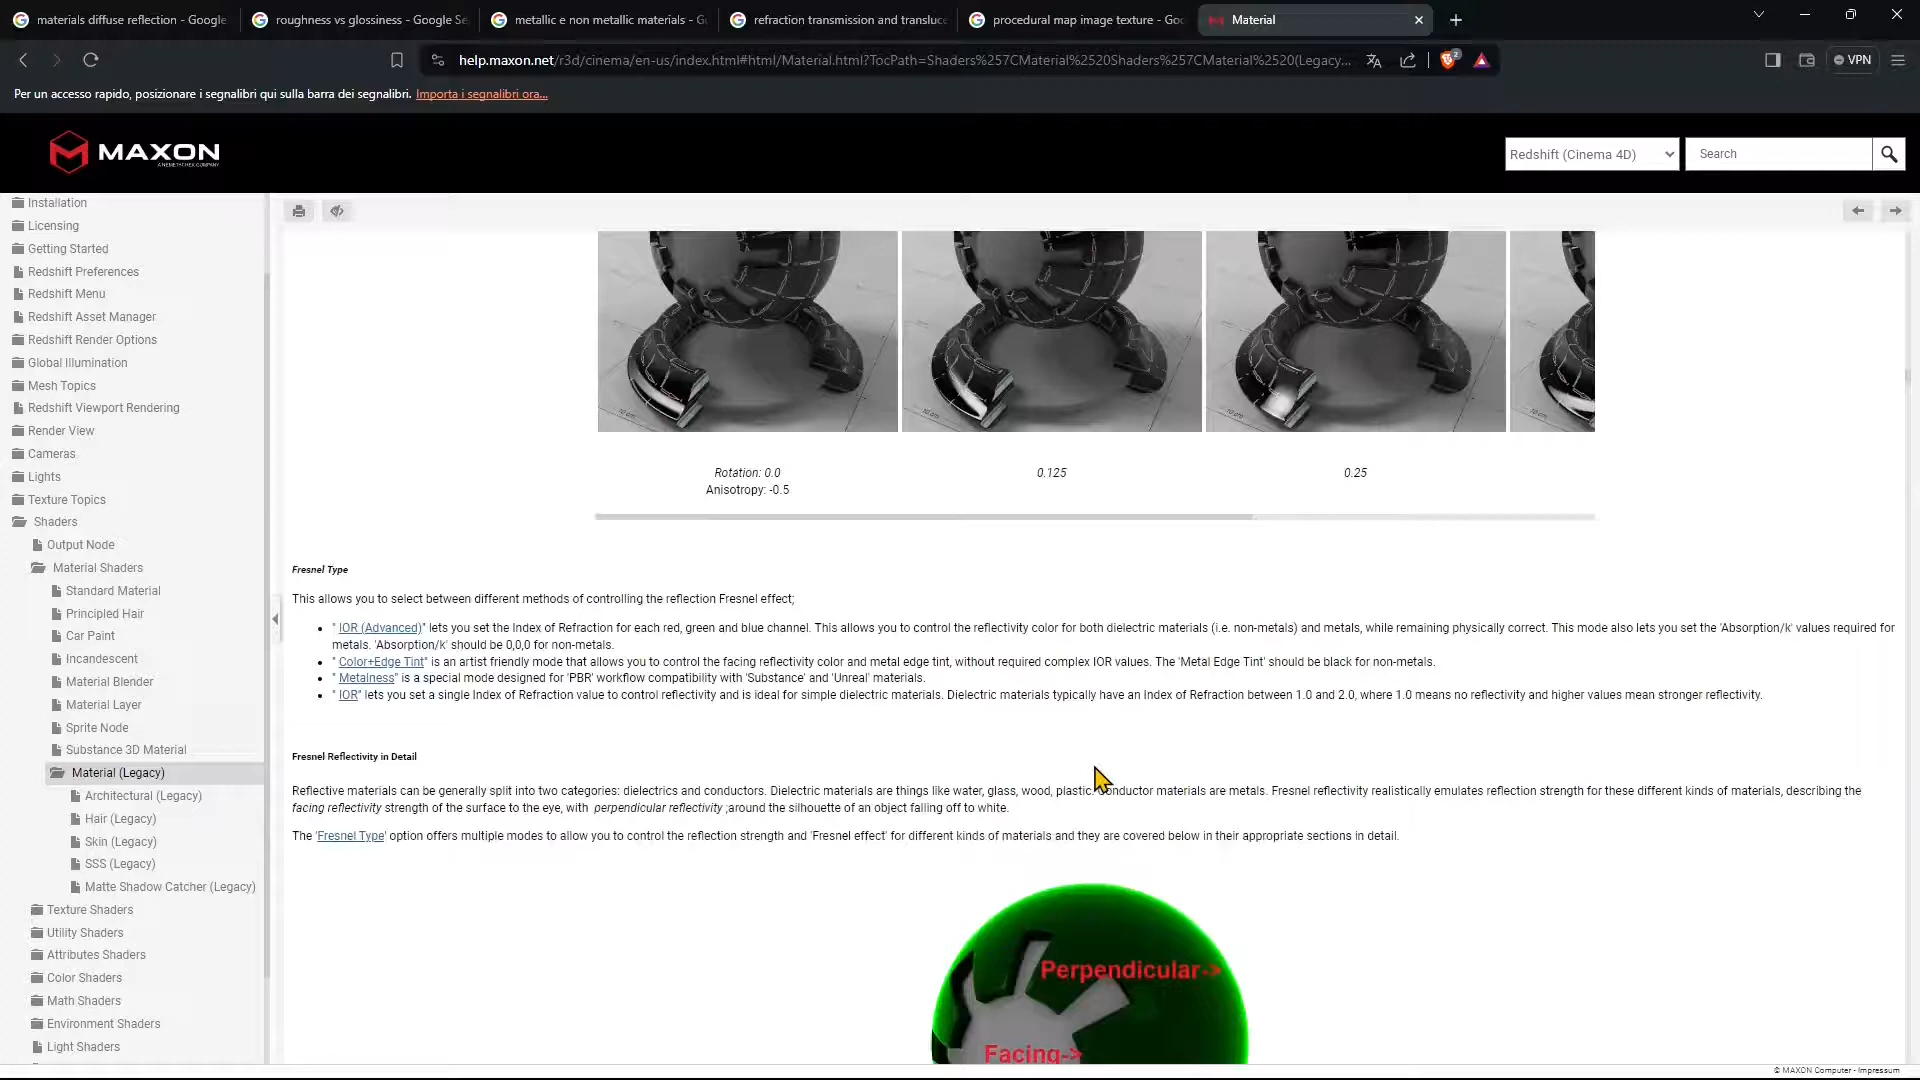 materials diffuse reflection - Google
roughness vs glossiness - Google Se
metallic e non metallic materials - G
refraction transmission and transluce
procedural map image texture - Goo
Material
help.maxon.net/r3d/cinema/en-us/index.html#html/Material.html?TocPath=Shaders%257CMaterial%2520Shaders%257CMaterial%2520(Legacy...
2
VPN
Per un accesso rapido, posizionare i segnalibri qui sulla barra dei segnalibri. Importa i segnalibri ora...
MAXON
A NEMETSCHEK COMPANY
Redshift (Cinema 4D)
Search
Installation
Licensing
Getting Started
Redshift Preferences
Redshift Menu
Redshift Asset Manager
Redshift Render Options
Global Illumination
Mesh Topics
Redshift Viewport Rendering
Render View
Cameras
Lights
Texture Topics
Shaders
Output Node
Material Shaders
Standard Material
Principled Hair
Car Paint
Incandescent
Material Blender
Material Layer
Sprite Node
Substance 3D Material
Material (Legacy)
Architectural (Legacy)
Hair (Legacy)
Skin (Legacy)
SSS (Legacy)
Matte Shadow Catcher (Legacy)
Texture Shaders
Utility Shaders
Attributes Shaders
Color Shaders
Math Shaders
Environment Shaders
Light Shaders
10 cm
10 cm
10 cm
10 cm
Rotation: 0.0
Anisotropy: -0.5
0.125
0.25
Fresnel Type
This allows you to select between different methods of controlling the reflection Fresnel effect;
• " IOR (Advanced)" lets you set the Index of Refraction for each red, green and blue channel. This allows you to control the reflectivity color for both dielectric materials (i.e. non-metals) and metals, while remaining physically correct. This mode also lets you set the 'Absorption/k' values required for
metals. 'Absorption/k' should be 0,0,0 for non-metals.
• " Color+Edge Tint" is an artist friendly mode that allows you to control the facing reflectivity color and metal edge tint, without required complex IOR values. The 'Metal Edge Tint' should be black for non-metals.
• " Metalness" is a special mode designed for 'PBR' workflow compatibility with 'Substance' and 'Unreal' materials.
• " IOR" lets you set a single Index of Refraction value to control reflectivity and is ideal for simple dielectric materials. Dielectric materials typically have an Index of Refraction between 1.0 and 2.0, where 1.0 means no reflectivity and higher values mean stronger reflectivity.
Fresnel Reflectivity in Detail
Reflective materials can be generally split into two categories: dielectrics and conductors. Dielectric materials are things like water, glass, wood, plastic. Conductor materials are metals. Fresnel reflectivity realistically emulates reflection strength for these different kinds of materials, describing the
facing reflectivity strength of the surface to the eye, with perpendicular reflectivity ;around the silhouette of an object falling off to white.
The 'Fresnel Type' option offers multiple modes to allow you to control the reflection strength and 'Fresnel effect' for different kinds of materials and they are covered below in their appropriate sections in detail.
Perpendicular->
Facing->
© MAXON Computer - Impressum